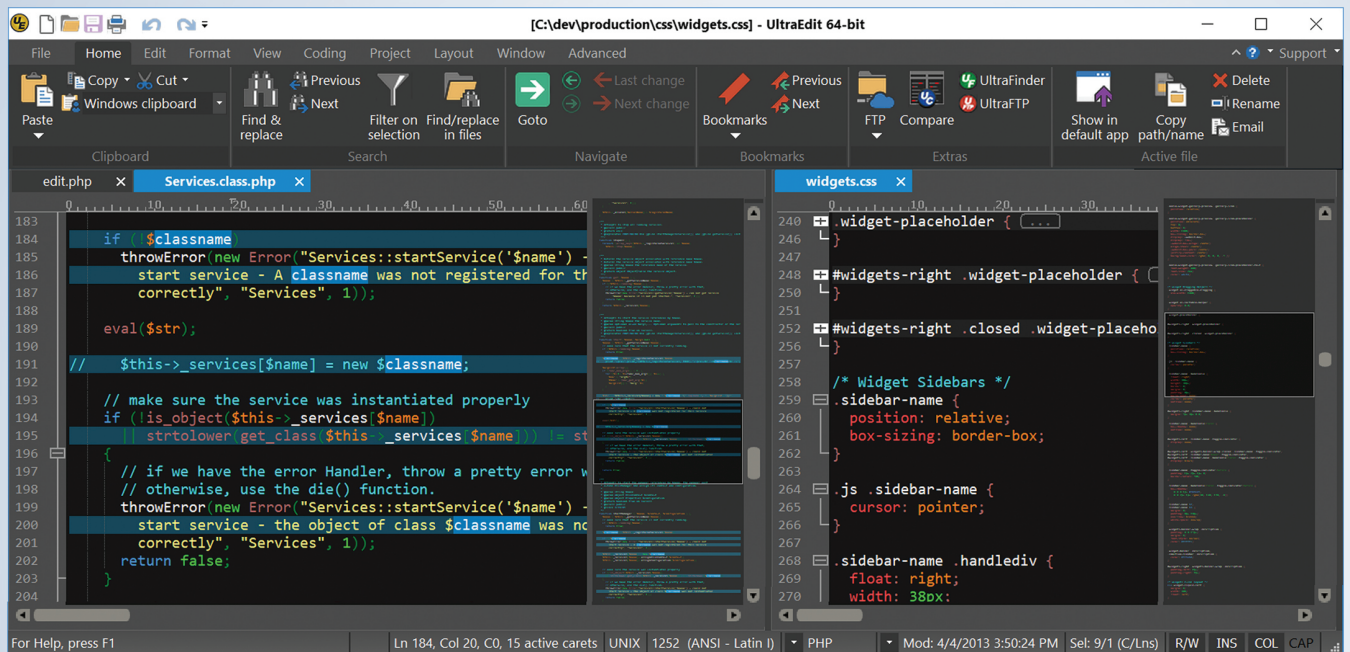 [C:\dev\production\css\widgets.css] - UltraEdit 64-bit
File Home Edit Format View Coding Project Layout Window Advanced Support
Paste Copy Cut
Windows clipboard
Clipboard
Find & replace
Previous
Next
Filter on selection
Find/replace in files
Search
Goto
Last change
Next change
Navigate
Bookmarks
Previous
Next
Bookmarks
FTP
Compare
UltraFinder
UltraFTP
Extras
Show in default app
Copy path/name
Delete
Rename
Email
Active file
edit.php Services.class.php
0 10 20 30 40 50 60
183
184 if (!$classname)
185 throwError(new Error("Services::startService('$name') -
186 start service - A classname was not registered for th
187 correctly", "Services", 1));
188
189 eval($str);
190
191 // $this->_services[$name] = new $classname;
192
193 // make sure the service was instantiated properly
194 if (!is_object($this->_services[$name])
195 || strtolower(get_class($this->_services[$name])) != st
196 {
197 // if we have the error Handler, throw a pretty error w
198 // otherwise, use the die() function.
199 throwError(new Error("Services::startService('$name') -
200 start service - the object of class $classname was no
201 correctly", "Services", 1));
202 return false;
203 }
204
widgets.css
0 10 20 30
240 .widget-placeholder { ...
246 }
247
248 #widgets-right .widget-placeholder {
250 }
251
252 #widgets-right .closed .widget-placeho
256 }
257
258 /* Widget Sidebars */
259 .sidebar-name {
260 position: relative;
261 box-sizing: border-box;
262 }
263
264 .js .sidebar-name {
265 cursor: pointer;
266 }
267
268 .sidebar-name .handlediv {
269 float: right;
270 width: 38px;
For Help, press F1 Ln 184, Col 20, C0, 15 active carets UNIX 1252 (ANSI - Latin I) PHP Mod: 4/4/2013 3:50:24 PM Sel: 9/1 (C/Lns) R/W INS COL CAP